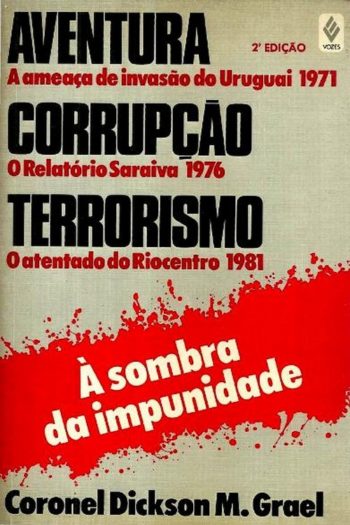 AVENTURA
2ª EDIÇÃO
VOZES
A ameaça de invasão do Uruguai 1971
CORRUPÇÃO
O Relatório Saraiva 1976
TERRORISMO
O atentado do Riocentro 1981
À sombra
da impunidade
Coronel Dickson M. Grael